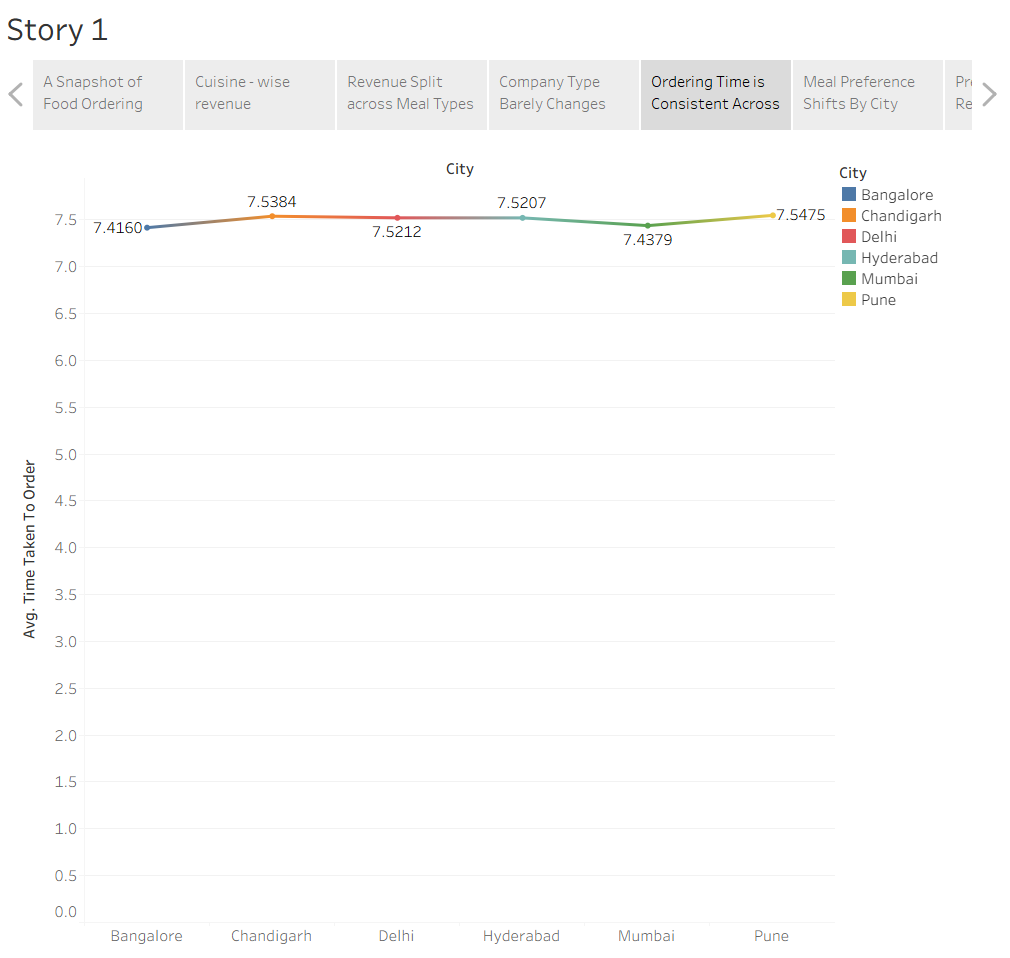 Story 1
A Snapshot of
Food Ordering
Cuisine - wise
revenue
Revenue Split
across Meal Types
Company Type
Barely Changes
Ordering Time is
Consistent Across
Meal Preference
Shifts By City
City
7.4160
7.5384
7.5212
7.5207
7.4379
7.5475
7.5
7.0
6.5
6.0
5.5
5.0
4.5
4.0
3.5
3.0
2.5
2.0
1.5
1.0
0.5
0.0
Avg. Time Taken To Order
Bangalore
Chandigarh
Delhi
Hyderabad
Mumbai
Pune
City
Bangalore
Chandigarh
Delhi
Hyderabad
Mumbai
Pune